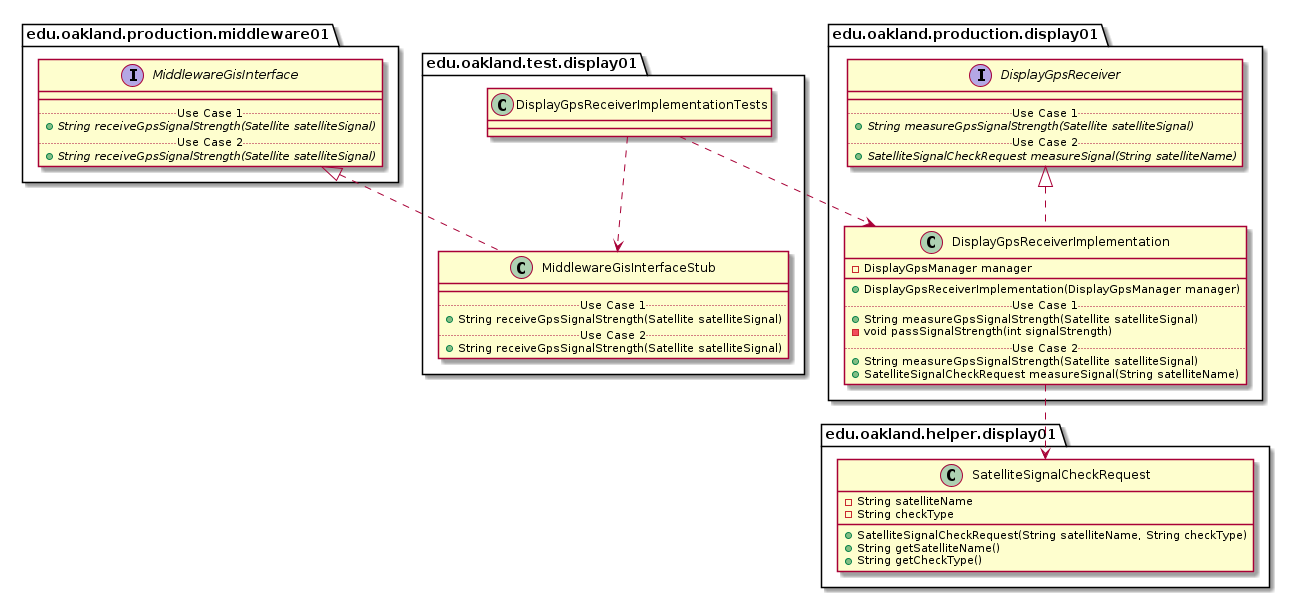 edu.oakland.production.middleware01
I MiddlewareGisInterface
Use Case 1
String receiveGpsSignalStrength(Satellite satelliteSignal)
Use Case 2
String receiveGpsSignalStrength(Satellite satelliteSignal)
edu.oakland.test.display01
C DisplayGpsReceiverImplementationTests
C MiddlewareGisInterfaceStub
Use Case 1
String receiveGpsSignalStrength(Satellite satelliteSignal)
Use Case 2
String receiveGpsSignalStrength(Satellite satelliteSignal)
edu.oakland.production.display01
I DisplayGpsReceiver
Use Case 1
String measureGpsSignalStrength(Satellite satelliteSignal)
Use Case 2
SatelliteSignalCheckRequest measureSignal(String satelliteName)
C DisplayGpsReceiverImplementation
DisplayGpsManager manager
DisplayGpsReceiverImplementation(DisplayGpsManager manager)
Use Case 1
String measureGpsSignalStrength(Satellite satelliteSignal)
void passSignalStrength(int signalStrength)
Use Case 2
String measureGpsSignalStrength(Satellite satelliteSignal)
SatelliteSignalCheckRequest measureSignal(String satelliteName)
edu.oakland.helper.display01
C SatelliteSignalCheckRequest
String satelliteName
String checkType
SatelliteSignalCheckRequest(String satelliteName, String checkType)
String getSatelliteName()
String getCheckType()